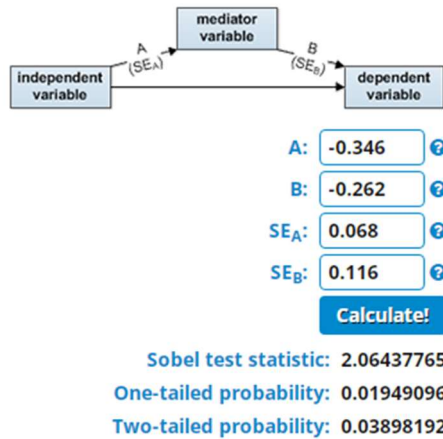 mediator
variable
A
(SEA)
B
(SEB)
independent
variable
dependent
variable
A: -0.346 ?
B: -0.262 ?
SEA: 0.068 ?
SEB: 0.116 ?
Calculate!
Sobel test statistic: 2.06437765
One-tailed probability: 0.01949096
Two-tailed probability: 0.03898192